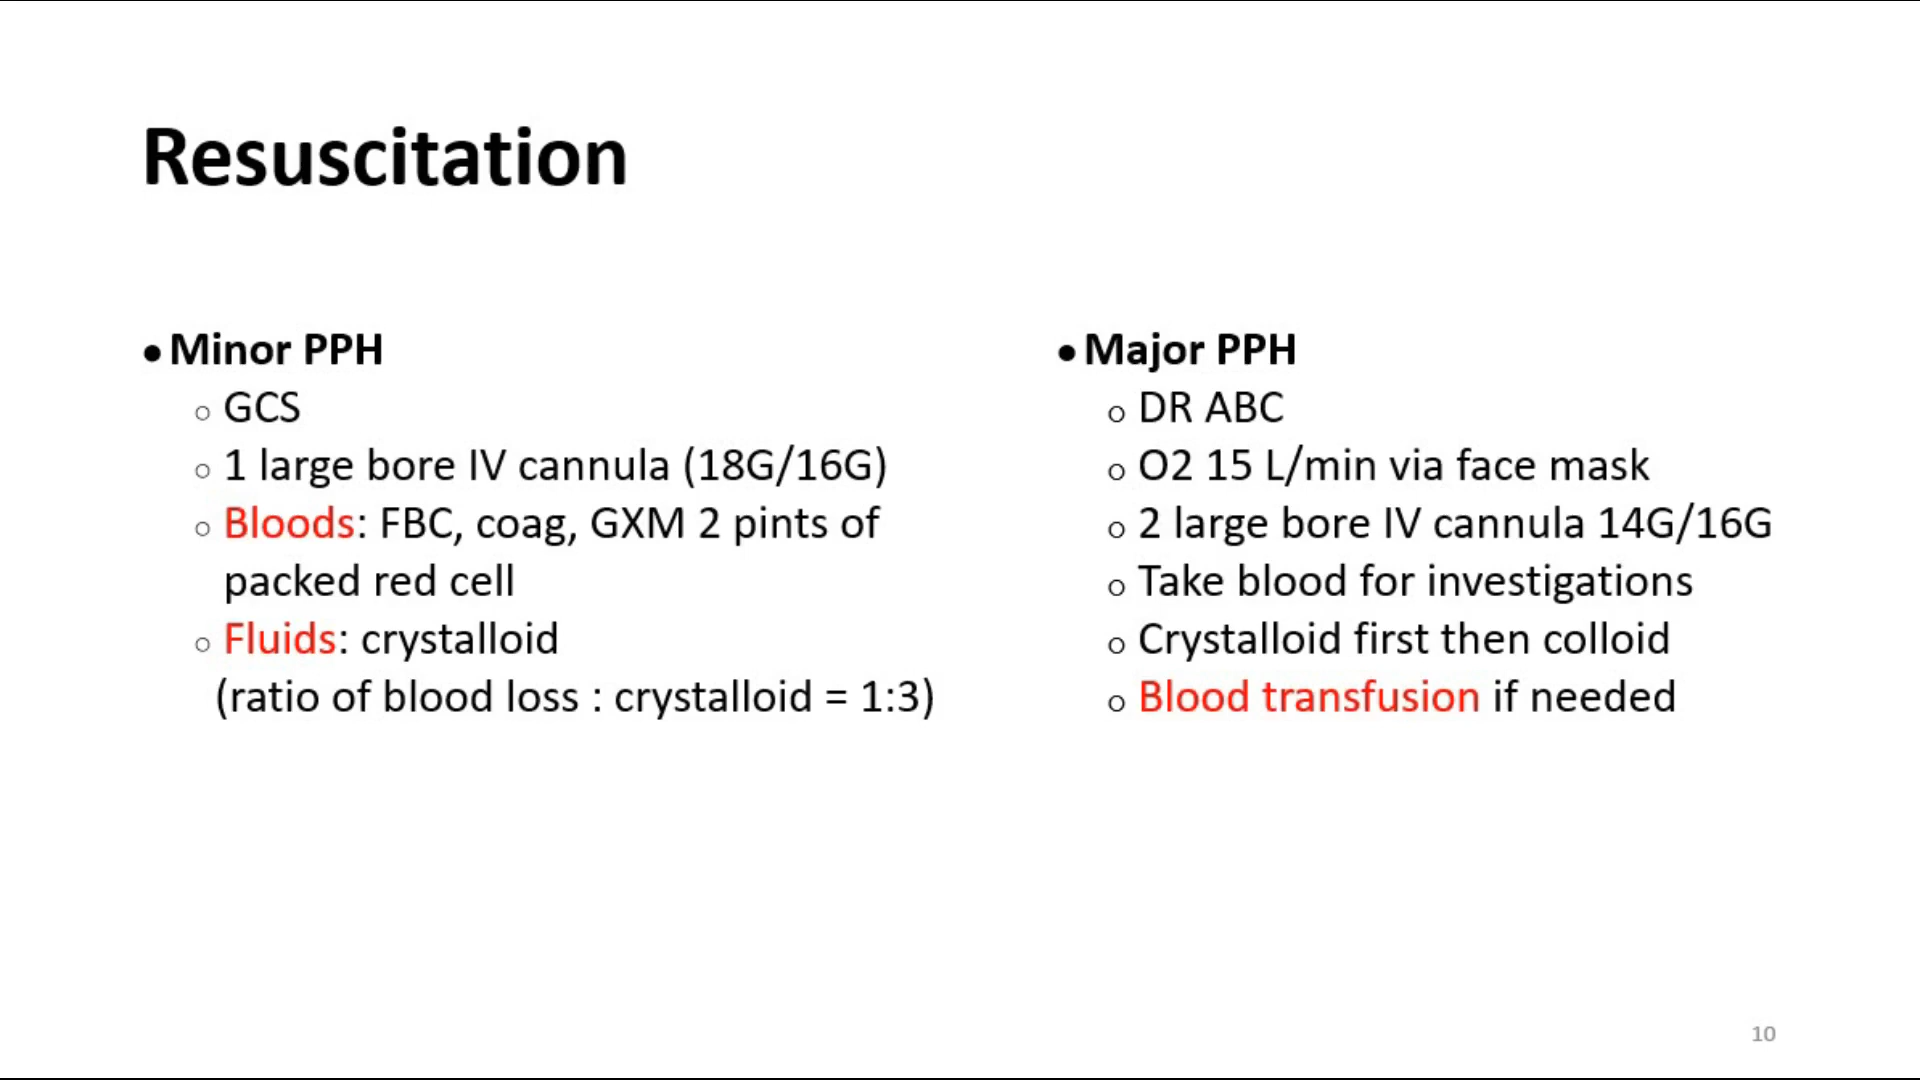 Resuscitation
• Minor PPH
○ GCS
○ 1 large bore IV cannula (18G/16G)
○ Bloods: FBC, coag, GXM 2 pints of
packed red cell
○ Fluids: crystalloid
(ratio of blood loss : crystalloid = 1:3)
• Major PPH
o DR ABC
o O2 15 L/min via face mask
o 2 large bore IV cannula 14G/16G
o Take blood for investigations
o Crystalloid first then colloid
o Blood transfusion if needed
10